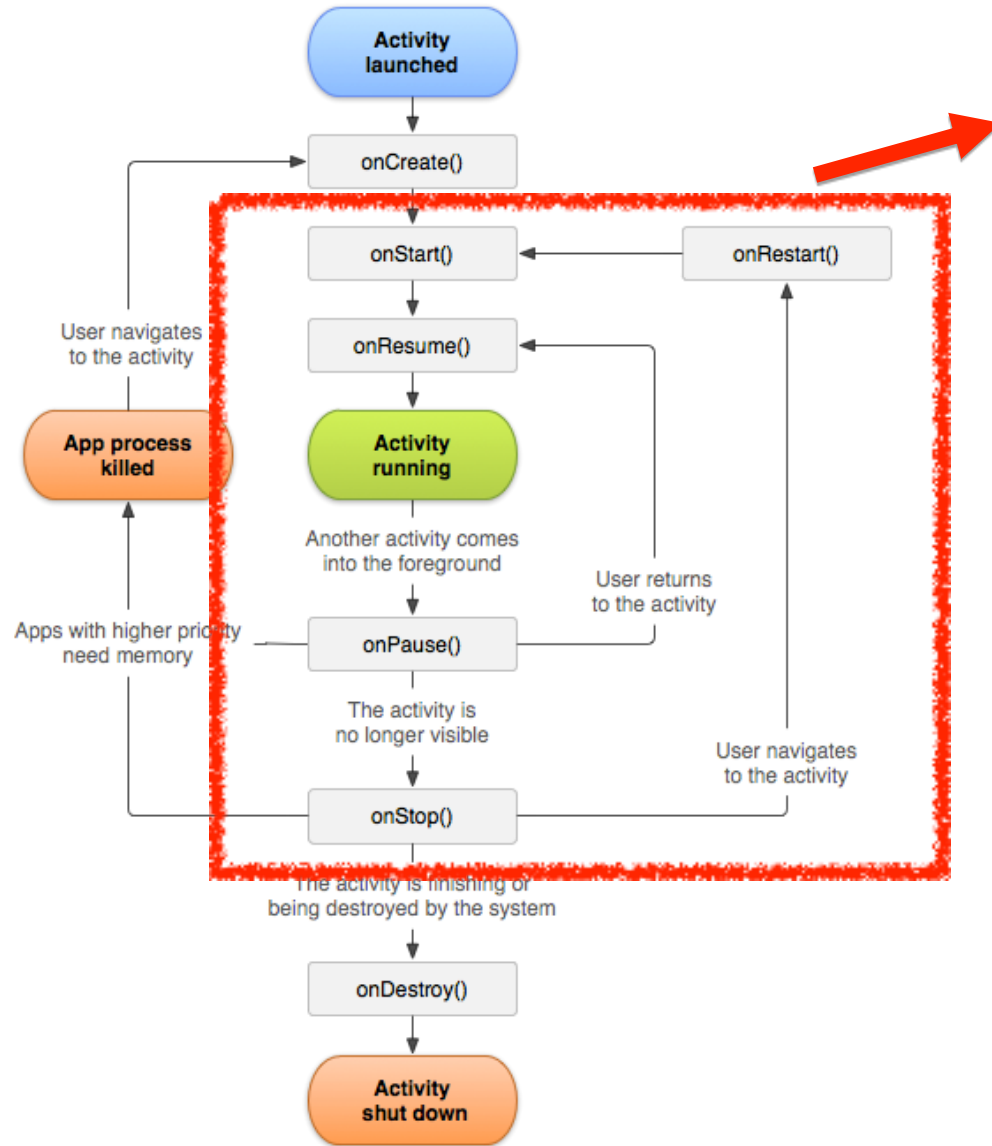 Activity
launched
onCreate()
onStart()
onRestart()
User navigates
to the activity
onResume()
App process
killed
Activity
running
Another activity comes
into the foreground
User returns
to the activity
Apps with higher priority
need memory
onPause()
The activity is
no longer visible
User navigates
to the activity
onStop()
The activity is finishing or
being destroyed by the system
onDestroy()
Activity
shut down